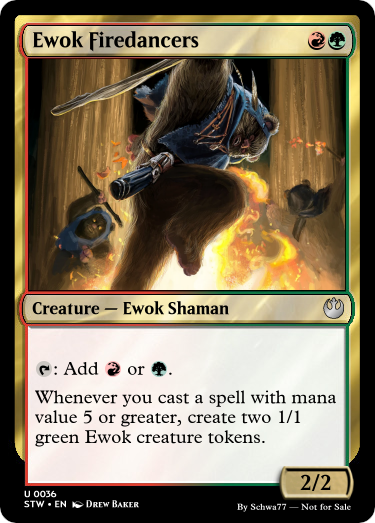 Ewok Firedancers
Creature — Ewok Shaman
: Add or .
Whenever you cast a spell with mana
value 5 or greater, create two 1/1
green Ewok creature tokens.
2/2
U 0036
STW • EN Drew Baker
By Schwa77 — Not for Sale